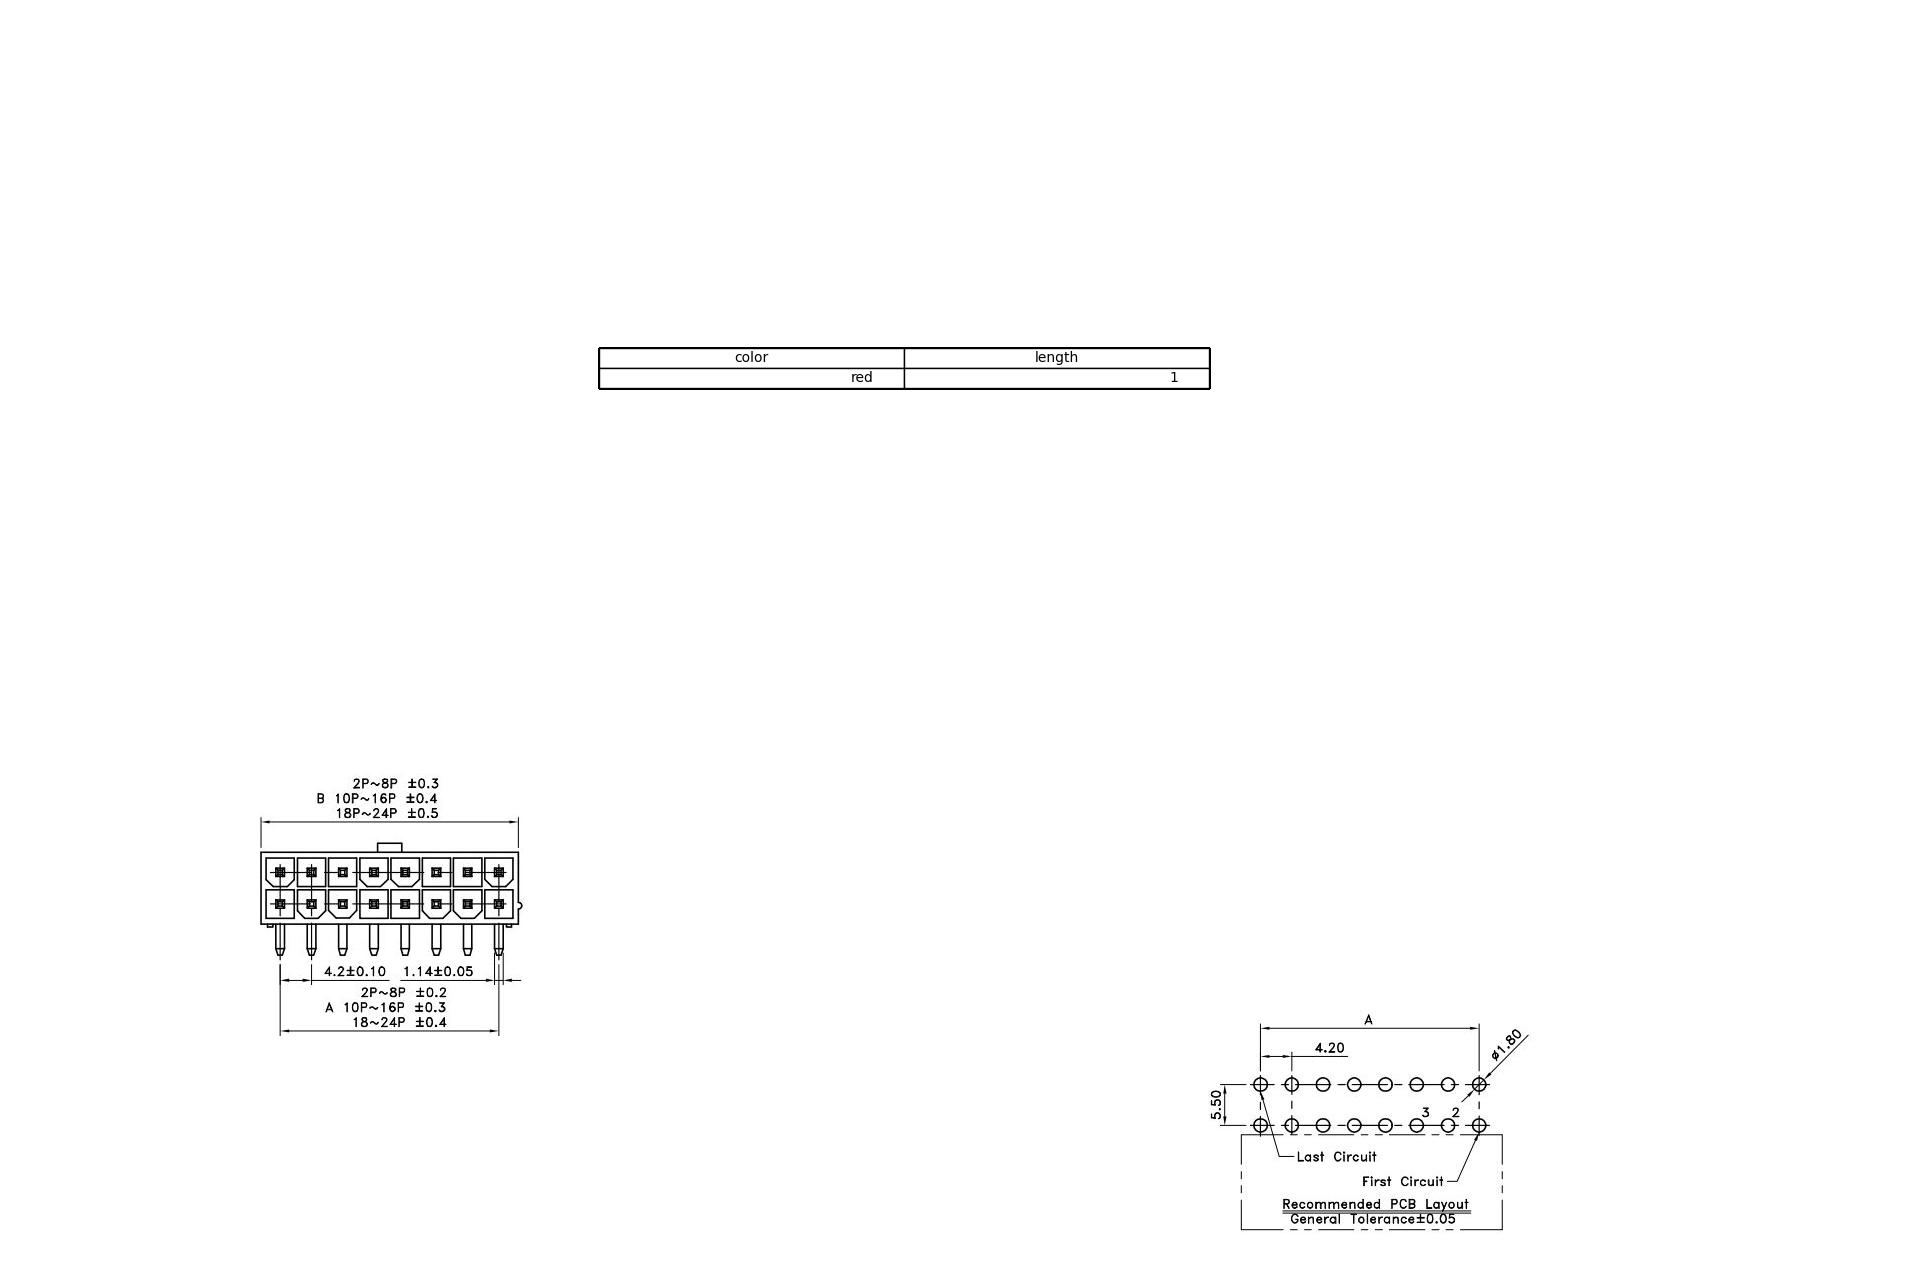 color length
red 1
2P~8P ±0.3
B 10P~16P ±0.4
18P~24P ±0.5
4.2±0.10 1.14±0.05
2P~8P ±0.2
A 10P~16P ±0.3
18~24P ±0.4
A
4.20
ø1.80
5.50
3 2
Last Circuit
First Circuit
Recommended PCB Layout
General Tolerance±0.05